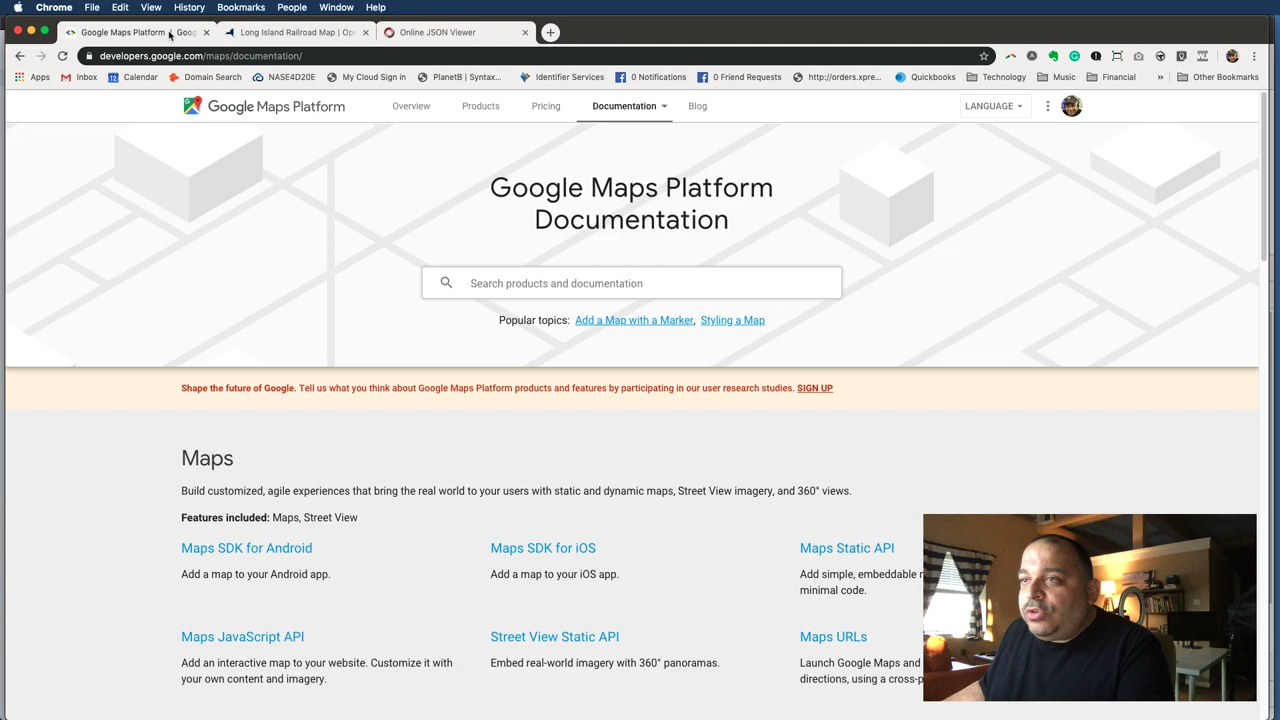 Chrome File Edit View History Bookmarks People Window Help
Google Maps Platform | Goog Long Island Railroad Map | Ope Online JSON Viewer
developers.google.com/maps/documentation/
Apps Inbox Calendar Domain Search NASE4D20E My Cloud Sign in PlanetB | Syntax... Identifier Services 0 Notifications 0 Friend Requests http://orders.xpre... Quickbooks Technology Music Financial » Other Bookmarks
Google Maps Platform Overview Products Pricing Documentation Blog LANGUAGE
Google Maps Platform
Documentation
Search products and documentation
Popular topics: Add a Map with a Marker, Styling a Map
Shape the future of Google. Tell us what you think about Google Maps Platform products and features by participating in our user research studies. SIGN UP
Maps
Build customized, agile experiences that bring the real world to your users with static and dynamic maps, Street View imagery, and 360° views.
Features included: Maps, Street View
Maps SDK for Android Maps SDK for iOS Maps Static API
Add a map to your Android app. Add a map to your iOS app. Add simple, embeddable
minimal code.
Maps JavaScript API Street View Static API Maps URLs
Add an interactive map to your website. Customize it with Embed real-world imagery with 360° panoramas. Launch Google Maps and
your own content and imagery. directions, using a cross-p